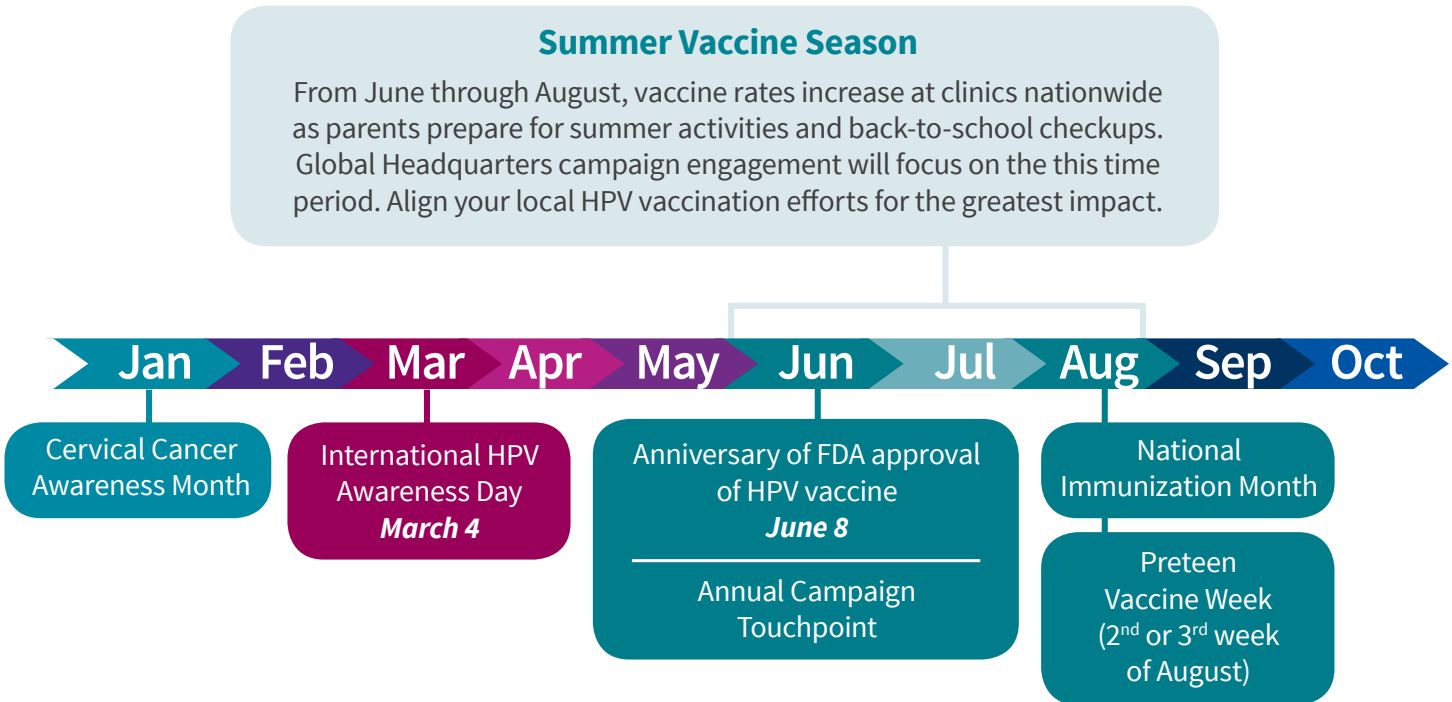 Summer Vaccine Season
From June through August, vaccine rates increase at clinics nationwide
as parents prepare for summer activities and back-to-school checkups.
Global Headquarters campaign engagement will focus on the this time
period. Align your local HPV vaccination efforts for the greatest impact.
Jan Feb Mar Apr May Jun Jul Aug Sep Oct
Cervical Cancer
Awareness Month
International HPV
Awareness Day
March 4
Anniversary of FDA approval
of HPV vaccine
June 8
Annual Campaign
Touchpoint
National
Immunization Month
Preteen
Vaccine Week
(2nd or 3rd week
of August)